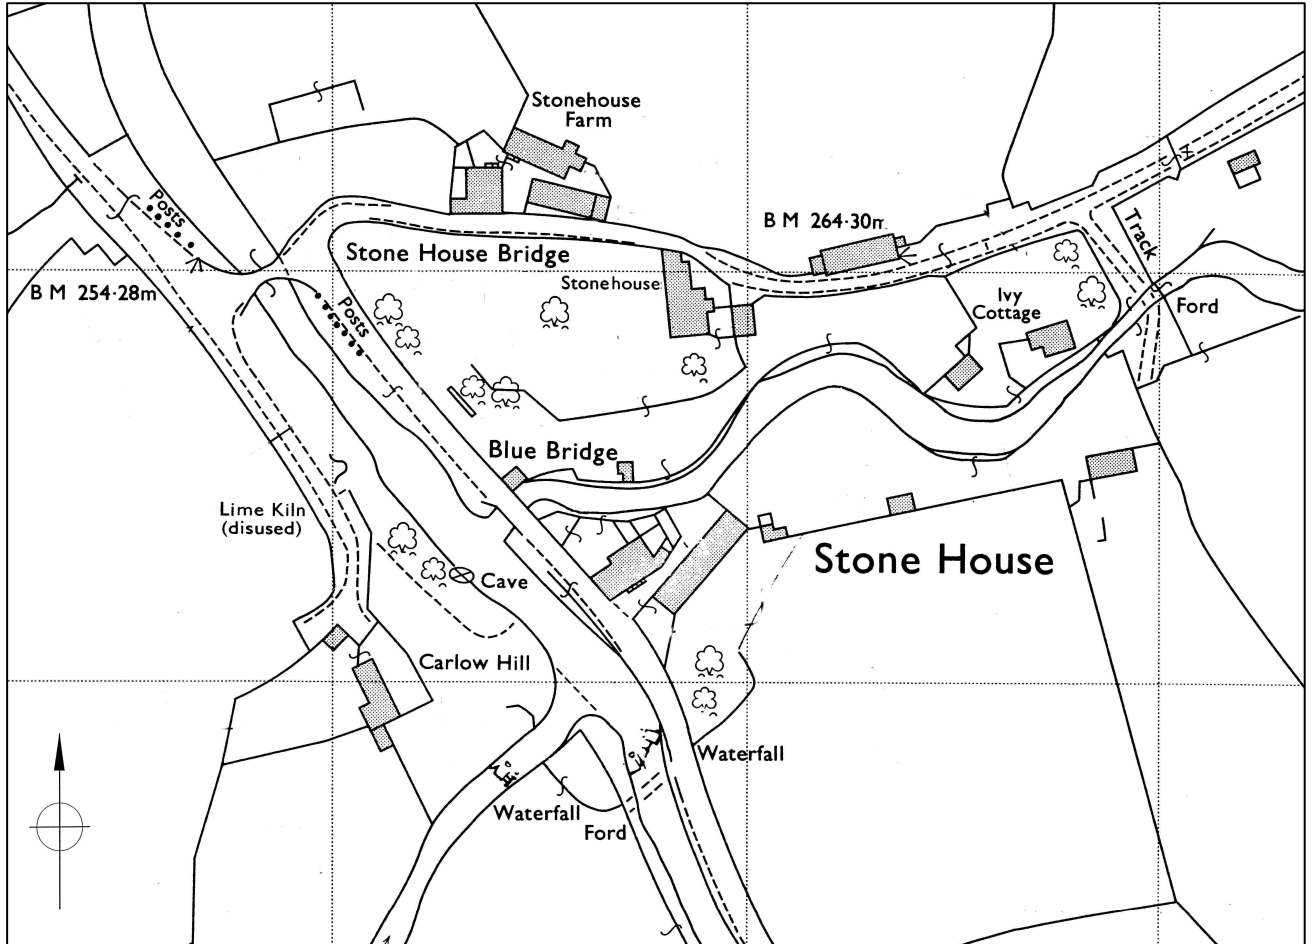 Stonehouse
Farm
Posts
B M 264·30m
Track
Stone House Bridge
Stonehouse
B M 254·28m
Ivy
Cottage
Ford
Posts
Blue Bridge
Lime Kiln
(disused)
Stone House
Cave
Carlow Hill
Waterfall
Waterfall
Ford